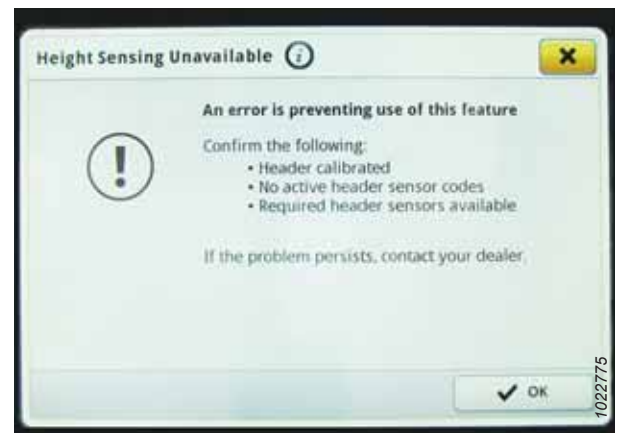 Height Sensing Unavailable
An error is preventing use of this feature
Confirm the following:
• Header calibrated
• No active header sensor codes
• Required header sensors available
If the problem persists, contact your dealer.
OK
1022775